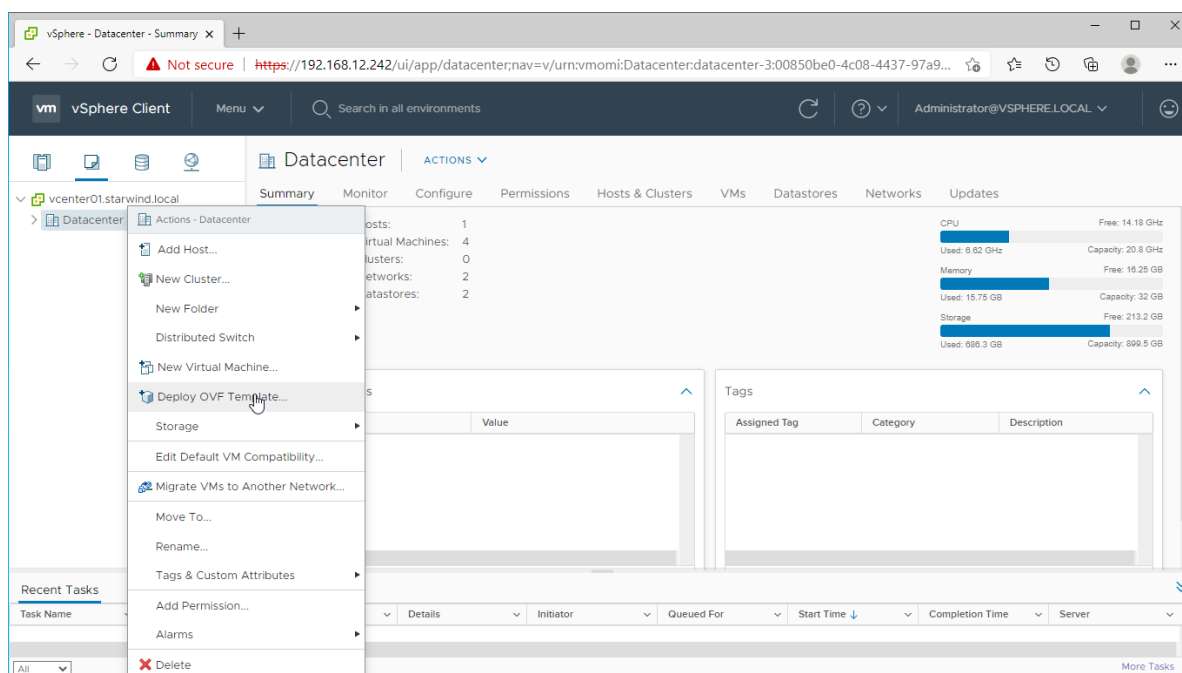 vSphere - Datacenter - Summary
Not secure https://192.168.12.242/ui/app/datacenter;nav=v/urn:vmomi:Datacenter:datacenter-3:00850be0-4c08-4437-97a9...
vm vSphere Client Menu Search in all environments Administrator@VSPHERE.LOCAL
Datacenter ACTIONS
Summary Monitor Configure Permissions Hosts & Clusters VMs Datastores Networks Updates
vcenter01.starwind.local
Datacenter
Actions - Datacenter
Add Host...
New Cluster...
New Folder
Distributed Switch
New Virtual Machine...
Deploy OVF Template...
Storage
Edit Default VM Compatibility...
Migrate VMs to Another Network...
Move To...
Rename...
Tags & Custom Attributes
Add Permission...
Alarms
Delete
osts: 1
irtual Machines: 4
lusters: 0
etworks: 2
atastores: 2
CPU Free: 14.18 GHz
Used: 6.62 GHz Capacity: 20.8 GHz
Memory Free: 16.25 GB
Used: 15.75 GB Capacity: 32 GB
Storage Free: 213.2 GB
Used: 686.3 GB Capacity: 899.5 GB
s
Value
Tags
Assigned Tag Category Description
Recent Tasks
Task Name Details Initiator Queued For Start Time Completion Time Server
All
More Tasks